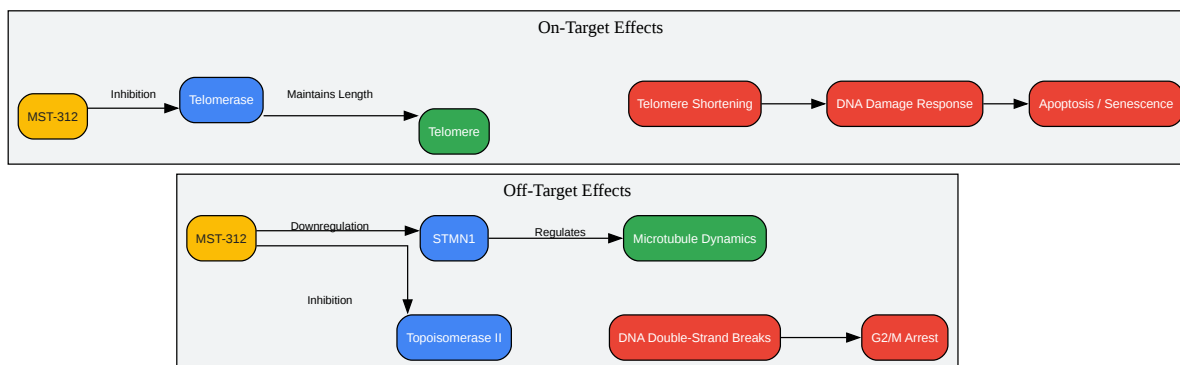 On-Target Effects
MST-312
Inhibition
Telomerase
Maintains Length
Telomere
Telomere Shortening
DNA Damage Response
Apoptosis / Senescence
Off-Target Effects
MST-312
Downregulation
STMN1
Regulates
Microtubule Dynamics
Inhibition
Topoisomerase II
DNA Double-Strand Breaks
G2/M Arrest